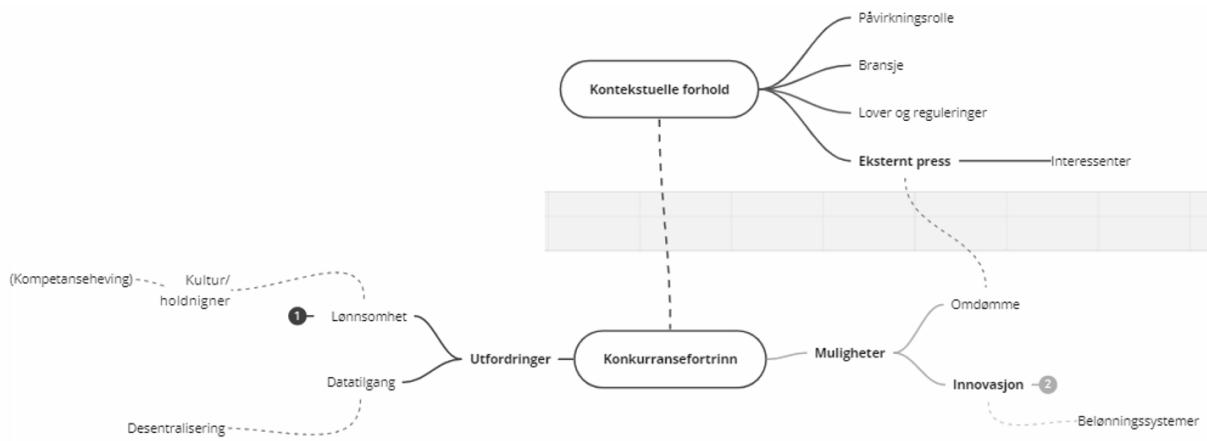 Påvirkningsrolle
Bransje
Kontekstuelle forhold
Lover og reguleringer
Eksternt press
Interessenter
(Kompetanseheving)
Kultur/
holdnigner
Omdømme
1
Lønnsomhet
Utfordringer
Konkurransefortrinn
Muligheter
Datatilgang
Innovasjon
2
Desentralisering
Belønningssystemer